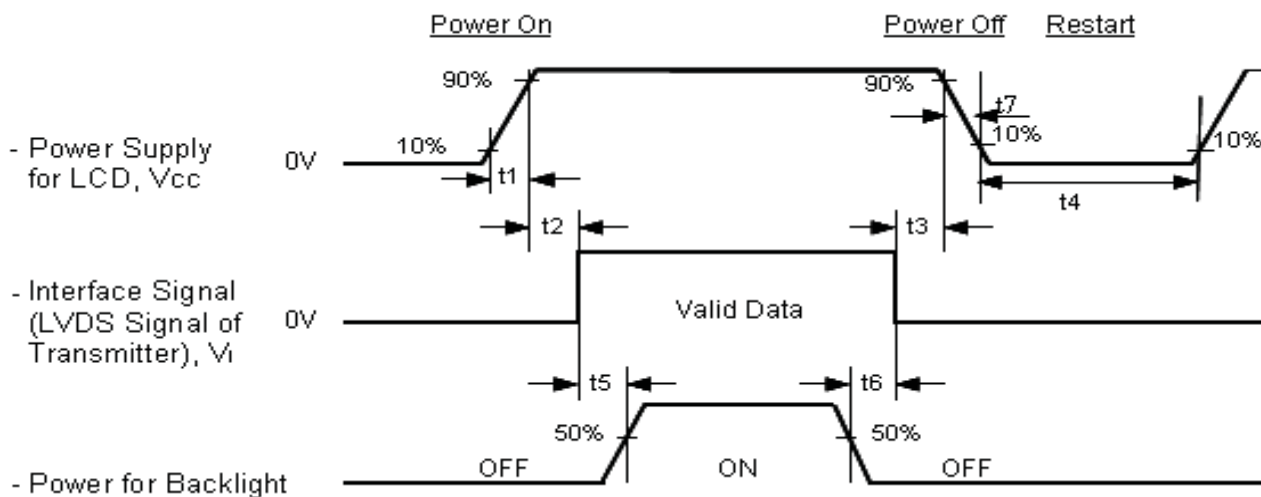 Power On
Power Off
Restart
90%
90%
t7
10%
10%
10%
- Power Supply
for LCD, Vcc
0V
t1
t4
t2
t3
- Interface Signal
(LVDS Signal of
Transmitter), VI
0V
Valid Data
t5
t6
50%
50%
- Power for Backlight
OFF
ON
OFF